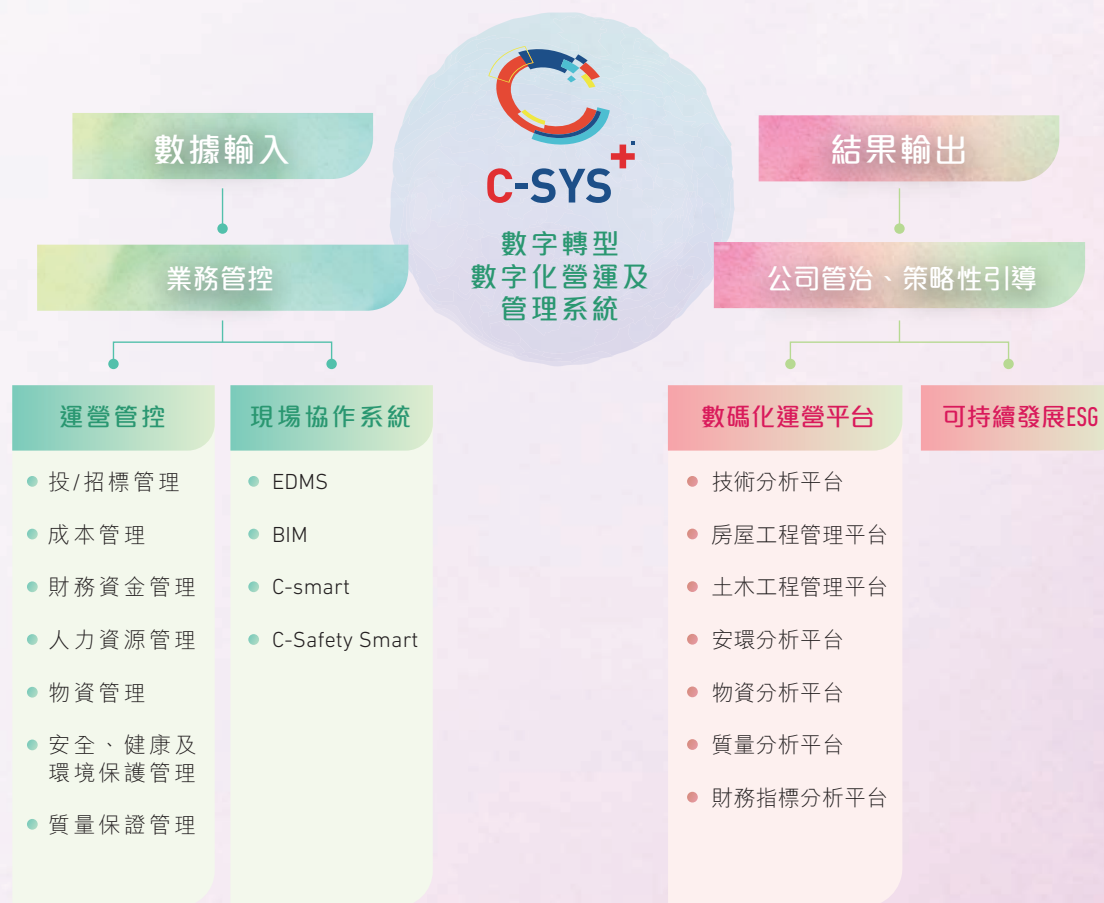 C-SYS+
數字轉型
數字化營運及
管理系統
數據輸入
業務管控
運營管控
投/招標管理
成本管理
財務資金管理
人力資源管理
物資管理
安全、健康及
環境保護管理
質量保證管理
現場協作系統
EDMS
BIM
C-smart
C-Safety Smart
結果輸出
公司管治、策略性引導
數碼化運營平台
技術分析平台
房屋工程管理平台
土木工程管理平台
安環分析平台
物資分析平台
質量分析平台
財務指標分析平台
可持續發展ESG